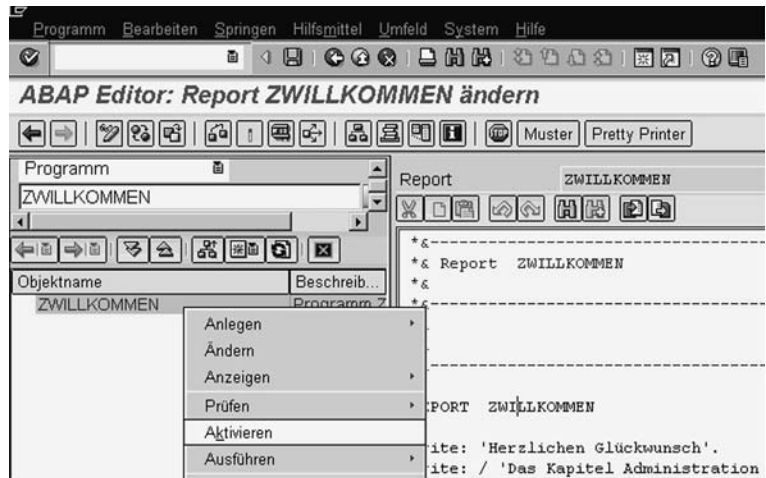 Programm Bearbeiten Springen Hilfsmittel Umfeld System Hilfe
ABAP Editor: Report ZWILLKOMMEN ändern
Muster Pretty Printer
Programm
ZWILLKOMMEN
Objektname Beschreib...
ZWILLKOMMEN Programm Z
Anlegen
Ändern
Anzeigen
Prüfen
Aktivieren
Ausführen
Report ZWILLKOMMEN
*&---------------------------------------
*& Report ZWILLKOMMEN
*&
*&---------------------------------------
EPORT ZWILLKOMMEN
ite: 'Herzlichen Glückwunsch'.
ite: / 'Das Kapitel Administration